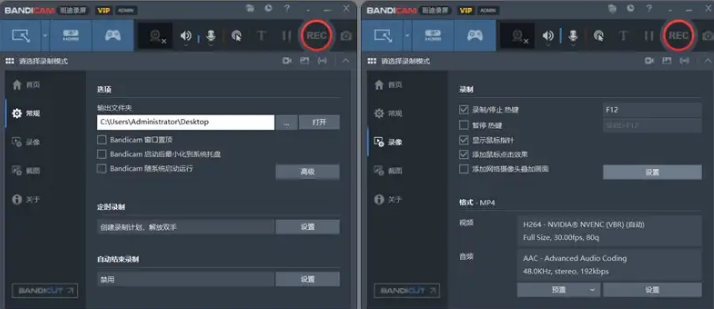 BANDICAM 班迪录屏 VIP ADMIN
REC
请选择录制模式
首页
常规
录像
截图
关于
BANDICUT
选项
输出文件夹
C:\Users\Administrator\Desktop ... 打开
Bandicam 窗口置顶
Bandicam 启动后最小化到系统托盘
Bandicam 随系统启动运行
高级
定时录制
创建录制计划，解放双手 设置
自动结束录制
禁用 设置
BANDICAM 班迪录屏 VIP ADMIN
REC
请选择录制模式
首页
常规
录像
截图
关于
BANDICUT
录制
录制/停止 热键 F12
暂停 热键
显示鼠标指针
添加鼠标点击效果
添加网络摄像头叠加画面
设置
格式 - MP4
视频
H264 - NVIDIA® NVENC (VBR) (自动)
Full Size, 30.00fps, 80q
音频
AAC - Advanced Audio Coding
48.0KHz, stereo, 192kbps
预置 设置